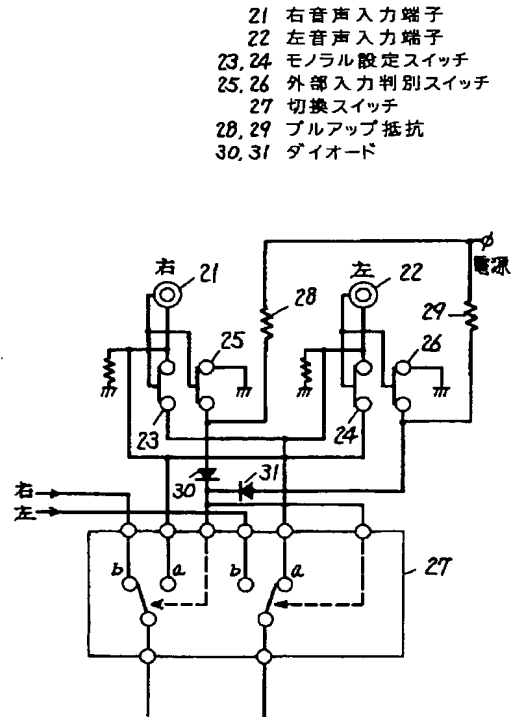 21 右音声入力端子
22 左音声入力端子
23,24 モノラル設定スイッチ
25,26 外部入力判別スイッチ
27 切換スイッチ
28,29 プルアップ抵抗
30,31 ダイオード
電源
右
21
左
22
28
29
25
26
23
24
30
31
右
左
27
b
a
b
a